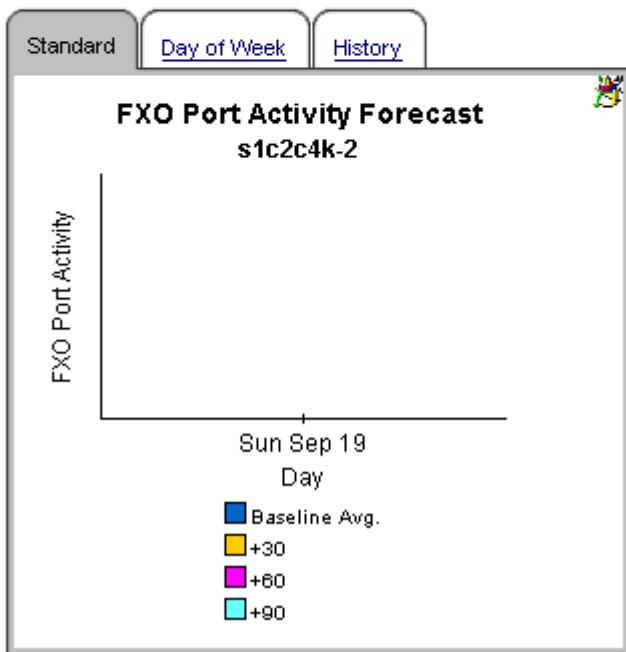 Standard
Day of Week
History
FXO Port Activity Forecast
s1c2c4k-2
FXO Port Activity
Sun Sep 19
Day
Baseline Avg.
+30
+60
+90